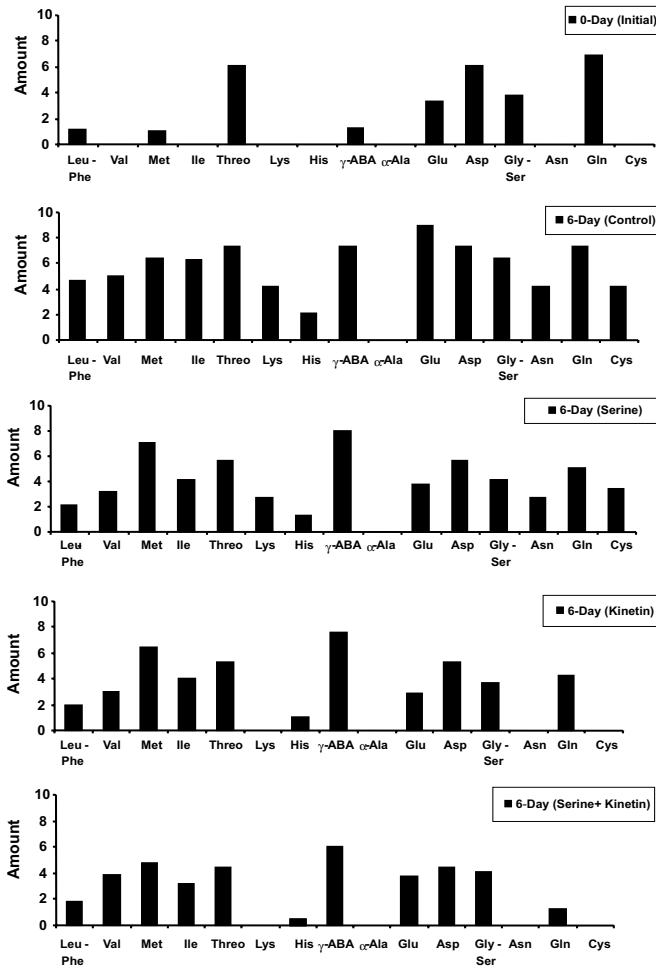 ■ 0-Day (Initial)
Amount
10
8
6
4
2
0
Leu - Val Met Ile Threo Lys His γ-ABA α-Ala Glu Asp Gly - Asn Gln Cys
Phe Ser
■ 6-Day (Control)
Amount
10
8
6
4
2
0
Leu - Val Met Ile Threo Lys His γ-ABA α-Ala Glu Asp Gly - Asn Gln Cys
Phe Ser
■ 6-Day (Serine)
Amount
10
8
6
4
2
0
Leu- Val Met Ile Threo Lys His γ-ABA α-Ala Glu Asp Gly - Asn Gln Cys
Phe Ser
■ 6-Day (Kinetin)
Amount
10
8
6
4
2
0
Leu - Val Met Ile Threo Lys His γ-ABA α-Ala Glu Asp Gly - Asn Gln Cys
Phe Ser
■ 6-Day (Serine+ Kinetin)
Amount
10
8
6
4
2
0
Leu - Val Met Ile Threo Lys His γ-ABA α-Ala Glu Asp Gly - Asn Gln Cys
Phe Ser